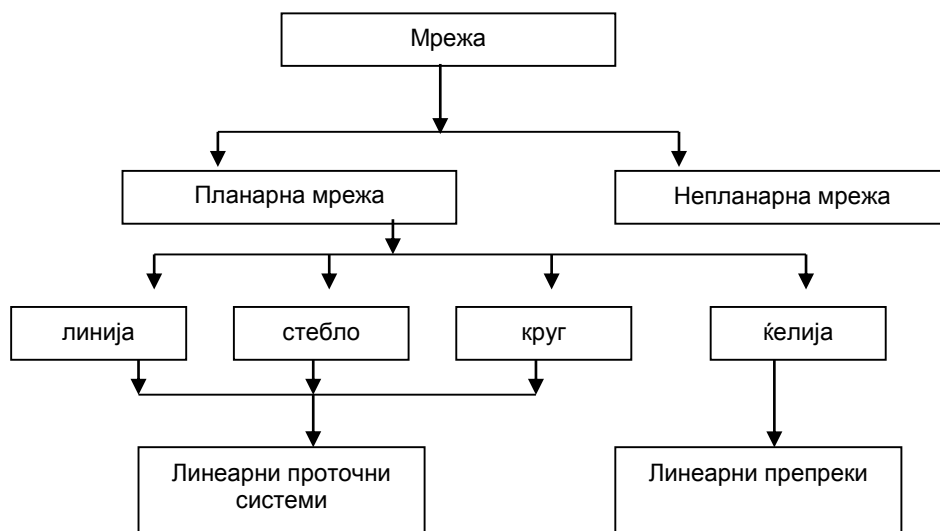 Мрежа
Планарна мрежа
Непланарна мрежа
линија
стебло
круг
ќелија
Линеарни проточни
системи
Линеарни препреки